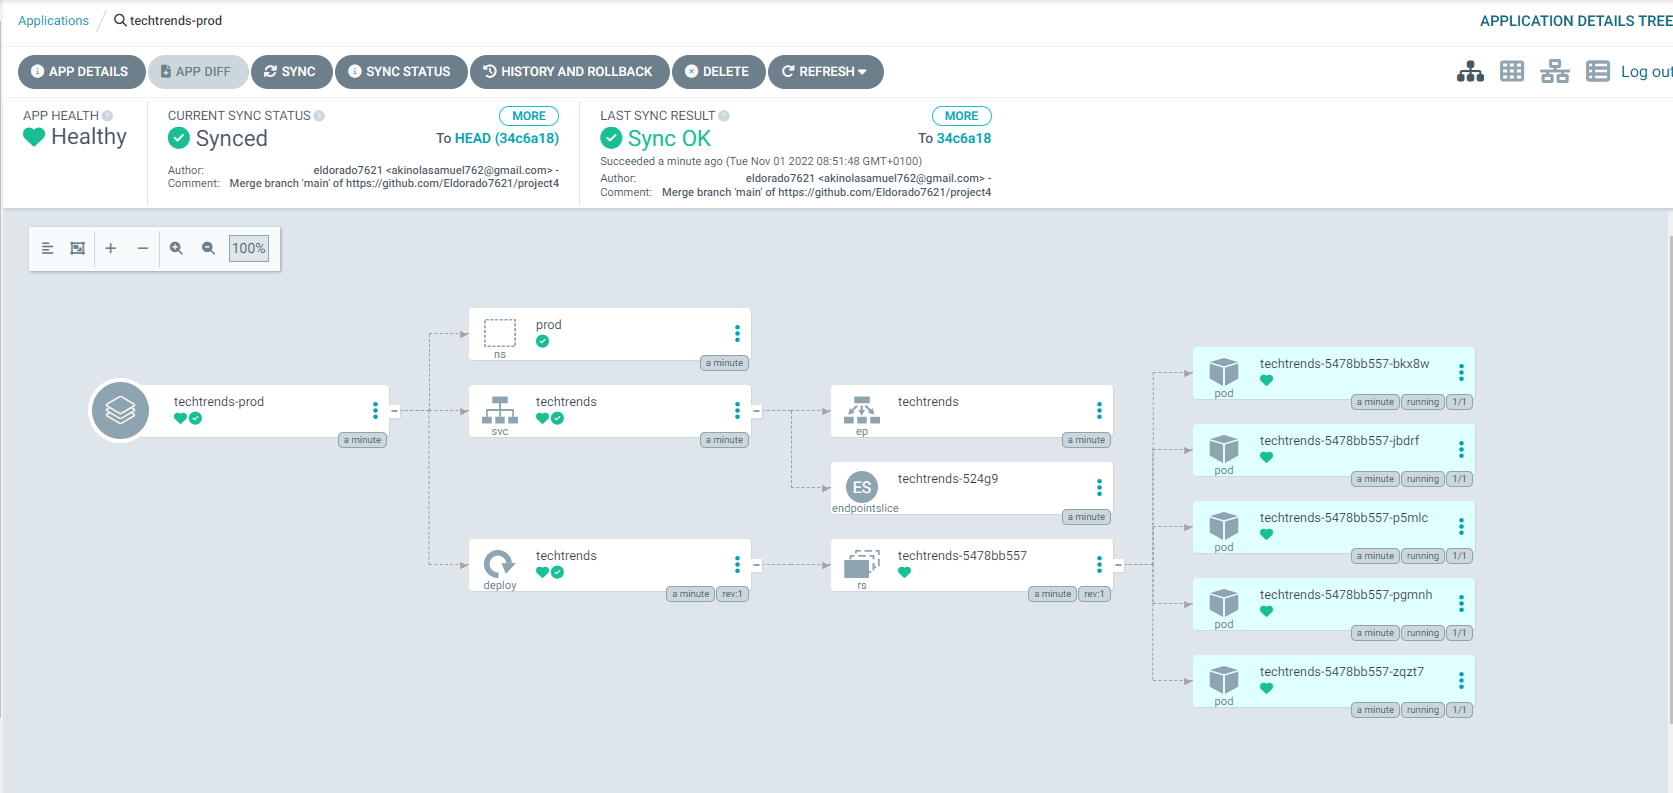 Applications
techtrends-prod
APPLICATION DETAILS TREE
APP DETAILS
APP DIFF
SYNC
SYNC STATUS
HISTORY AND ROLLBACK
DELETE
REFRESH
Log out
APP HEALTH
Healthy
CURRENT SYNC STATUS
MORE
Synced
To HEAD (34c6a18)
Author: eldorado7621 <akinolasamuel762@gmail.com> -
Comment: Merge branch 'main' of https://github.com/Eldorado7621/project4
LAST SYNC RESULT
MORE
Sync OK
To 34c6a18
Succeeded a minute ago (Tue Nov 01 2022 08:51:48 GMT+0100)
Author: eldorado7621 <akinolasamuel762@gmail.com> -
Comment: Merge branch 'main' of https://github.com/Eldorado7621/project4
100%
techtrends-prod
a minute
prod
ns
a minute
techtrends
svc
a minute
techtrends
deploy
a minute rev:1
techtrends
ep
a minute
ES
techtrends-524g9
endpointslice
a minute
techtrends-5478bb557
rs
a minute rev:1
techtrends-5478bb557-bkx8w
pod
a minute running 1/1
techtrends-5478bb557-jbdrf
pod
a minute running 1/1
techtrends-5478bb557-p5mlc
pod
a minute running 1/1
techtrends-5478bb557-pgmnh
pod
a minute running 1/1
techtrends-5478bb557-zqzt7
pod
a minute running 1/1